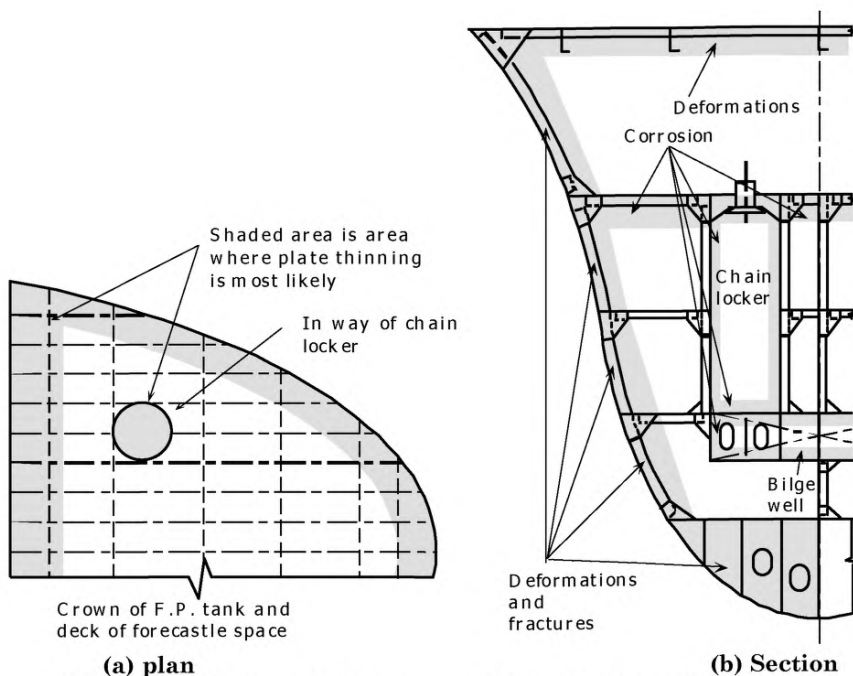 Shaded area is area
where plate thinning
is most likely
In way of chain
locker
Crown of F.P. tank and
deck of forecastle space
(a) plan
Deformations
Corrosion
Chain
locker
Bilge
well
Deformations
and
fractures
(b) Section